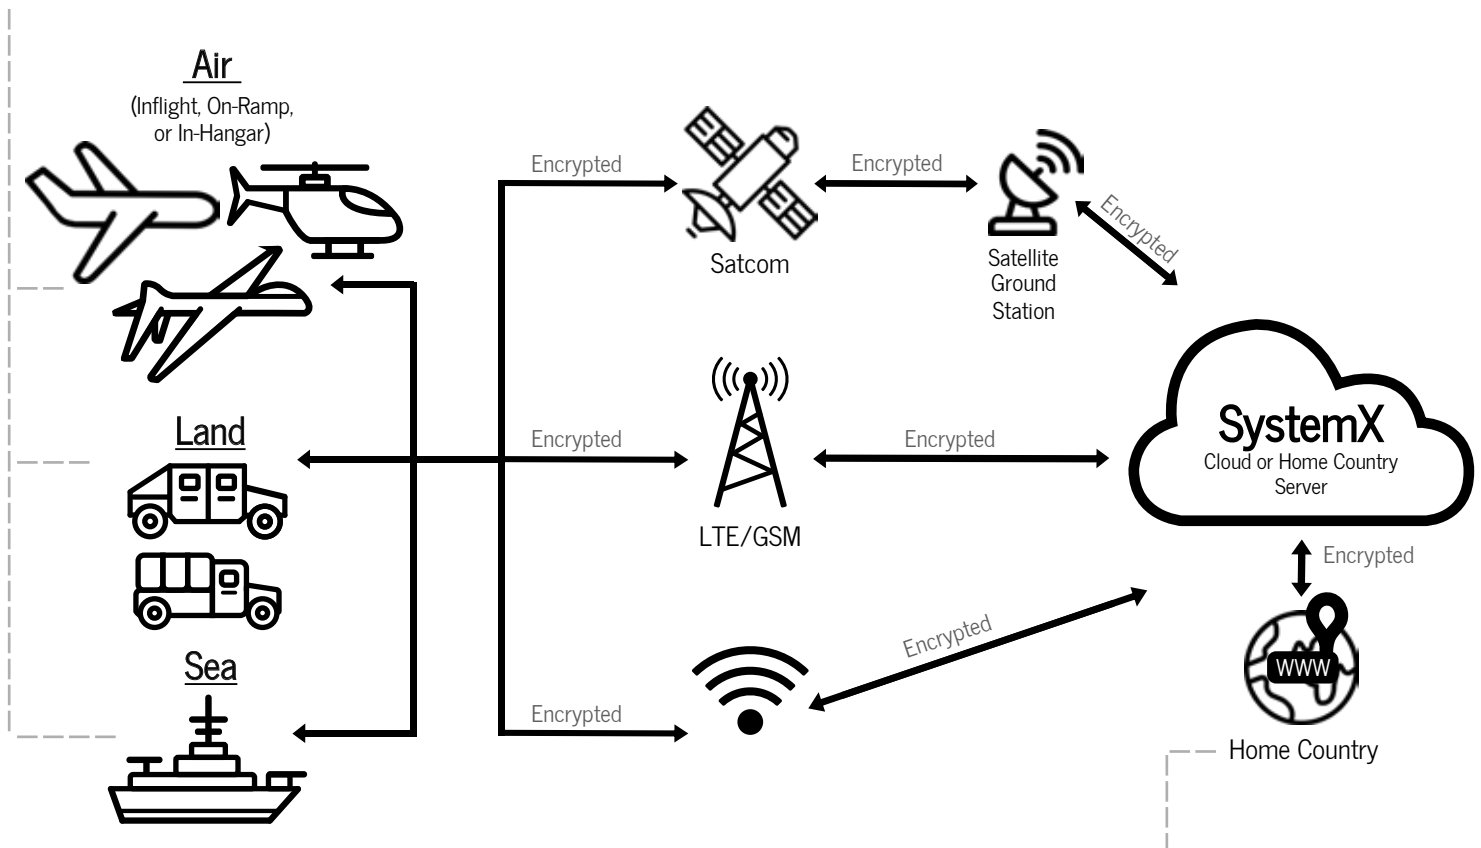 Air
(Inflight, On-Ramp,
or In-Hangar)
Land
Sea
Encrypted
Satcom
Encrypted
Satellite
Ground
Station
Encrypted
Encrypted
LTE/GSM
Encrypted
SystemX
Cloud or Home Country
Server
Encrypted
Encrypted
Encrypted
WWW
Home Country